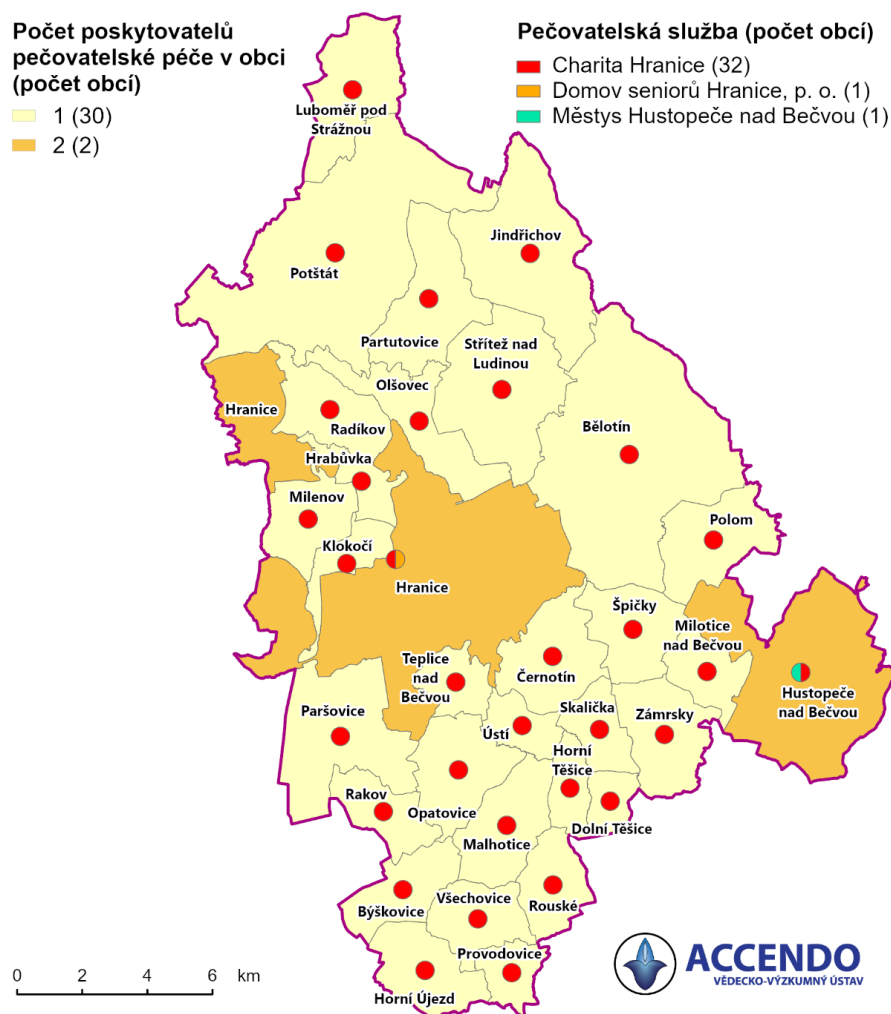 Počet poskytovatelů
pečovatelské péče v obci
(počet obcí)
1 (30)
2 (2)
Pečovatelská služba (počet obcí)
Charita Hranice (32)
Domov seniorů Hranice, p. o. (1)
Městys Hustopeče nad Bečvou (1)
Luboměř pod
Strážnou
Jindřichov
Potštát
Partutovice
Střítež nad
Ludinou
Olšovec
Hranice
Radíkov
Bělotín
Hrabůvka
Milenov
Polom
Klokočí
Hranice
Špičky
Milotice
nad Bečvou
Teplice
nad
Bečvou
Černotín
Hustopeče
nad Bečvou
Paršovice
Skalička
Zámrsky
Ústí
Horní
Těšice
Rakov
Opatovice
Dolní Těšice
Malhotice
Všechovice
Rouské
Býškovice
Provodovice
Horní Újezd
0 2 4 6 km
ACCENDO
VĚDECKO-VÝZKUMNÝ ÚSTAV